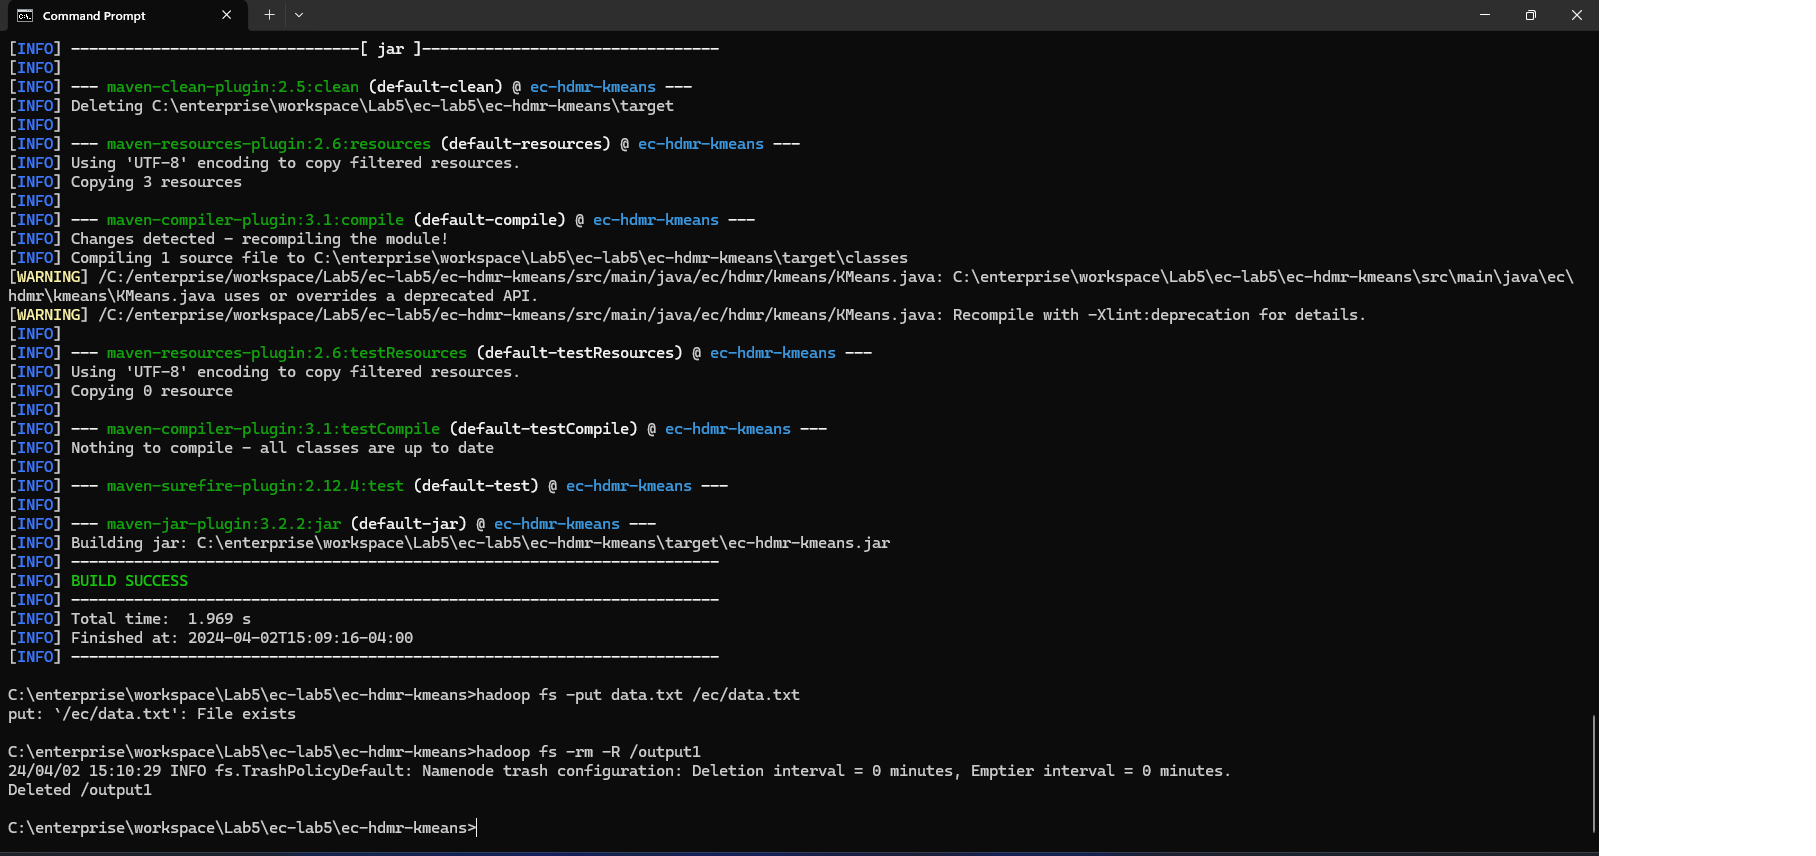 Command Prompt
[INFO] --------------------------------[ jar ]---------------------------------
[INFO]
[INFO] --- maven-clean-plugin:2.5:clean (default-clean) @ ec-hdmr-kmeans ---
[INFO] Deleting C:\enterprise\workspace\Lab5\ec-lab5\ec-hdmr-kmeans\target
[INFO]
[INFO] --- maven-resources-plugin:2.6:resources (default-resources) @ ec-hdmr-kmeans ---
[INFO] Using 'UTF-8' encoding to copy filtered resources.
[INFO] Copying 3 resources
[INFO]
[INFO] --- maven-compiler-plugin:3.1:compile (default-compile) @ ec-hdmr-kmeans ---
[INFO] Changes detected - recompiling the module!
[INFO] Compiling 1 source file to C:\enterprise\workspace\Lab5\ec-lab5\ec-hdmr-kmeans\target\classes
[WARNING] /C:/enterprise/workspace/Lab5/ec-lab5/ec-hdmr-kmeans/src/main/java/ec/hdmr/kmeans/KMeans.java: C:\enterprise\workspace\Lab5\ec-lab5\ec-hdmr-kmeans\src\main\java\ec\
hdmr\kmeans\KMeans.java uses or overrides a deprecated API.
[WARNING] /C:/enterprise/workspace/Lab5/ec-lab5/ec-hdmr-kmeans/src/main/java/ec/hdmr/kmeans/KMeans.java: Recompile with -Xlint:deprecation for details.
[INFO]
[INFO] --- maven-resources-plugin:2.6:testResources (default-testResources) @ ec-hdmr-kmeans ---
[INFO] Using 'UTF-8' encoding to copy filtered resources.
[INFO] Copying 0 resource
[INFO]
[INFO] --- maven-compiler-plugin:3.1:testCompile (default-testCompile) @ ec-hdmr-kmeans ---
[INFO] Nothing to compile - all classes are up to date
[INFO]
[INFO] --- maven-surefire-plugin:2.12.4:test (default-test) @ ec-hdmr-kmeans ---
[INFO]
[INFO] --- maven-jar-plugin:3.2.2:jar (default-jar) @ ec-hdmr-kmeans ---
[INFO] Building jar: C:\enterprise\workspace\Lab5\ec-lab5\ec-hdmr-kmeans\target\ec-hdmr-kmeans.jar
[INFO] ------------------------------------------------------------------------
[INFO] BUILD SUCCESS
[INFO] ------------------------------------------------------------------------
[INFO] Total time:  1.969 s
[INFO] Finished at: 2024-04-02T15:09:16-04:00
[INFO] ------------------------------------------------------------------------
C:\enterprise\workspace\Lab5\ec-lab5\ec-hdmr-kmeans>hadoop fs -put data.txt /ec/data.txt
put: `/ec/data.txt': File exists
C:\enterprise\workspace\Lab5\ec-lab5\ec-hdmr-kmeans>hadoop fs -rm -R /output1
24/04/02 15:10:29 INFO fs.TrashPolicyDefault: Namenode trash configuration: Deletion interval = 0 minutes, Emptier interval = 0 minutes.
Deleted /output1
C:\enterprise\workspace\Lab5\ec-lab5\ec-hdmr-kmeans>